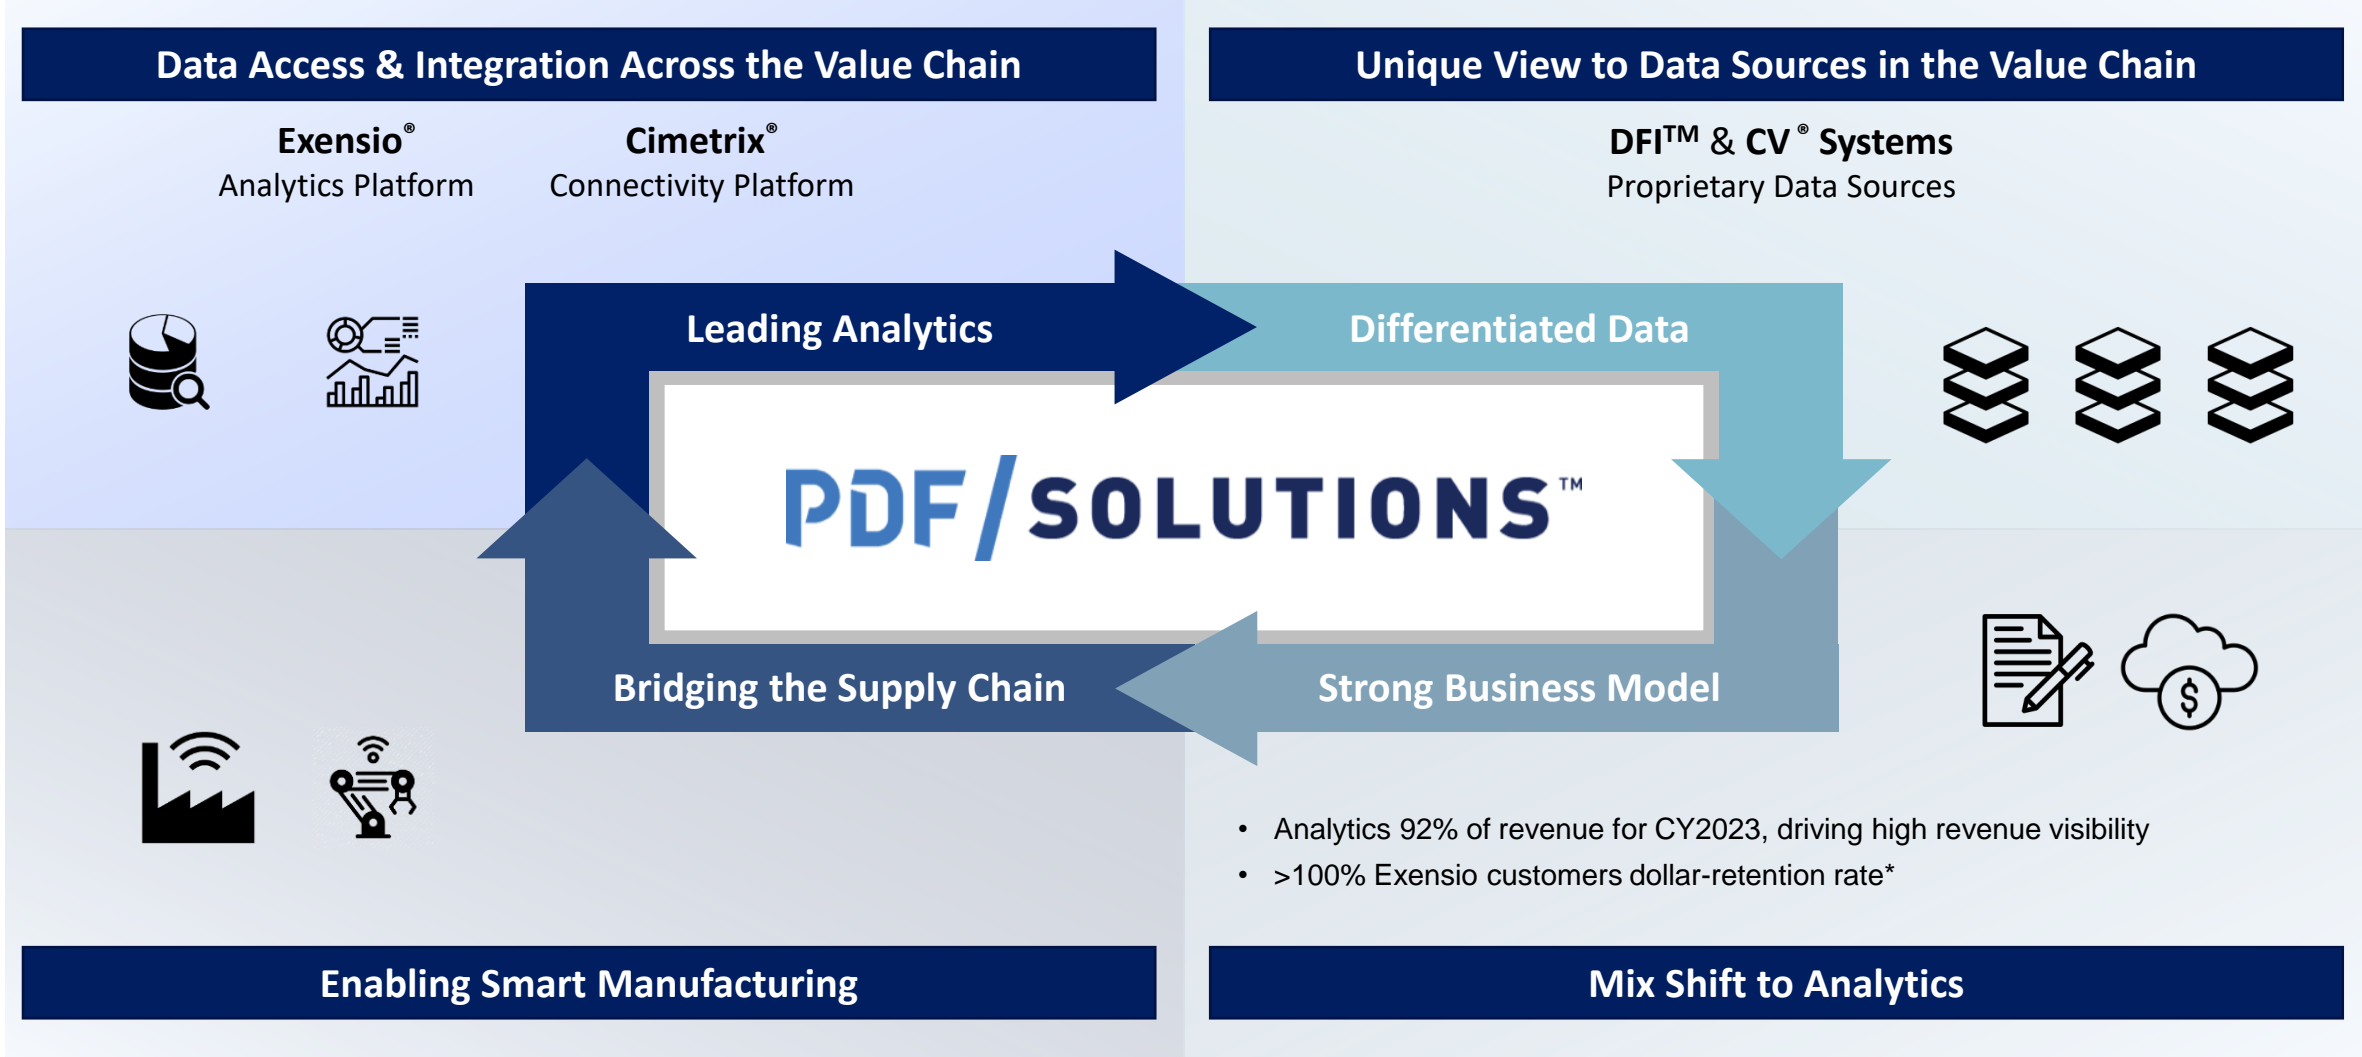 Data Access & Integration Across the Value Chain
Exensio®
Analytics Platform
Cimetrix®
Connectivity Platform
Unique View to Data Sources in the Value Chain
DFI™ & CV® Systems
Proprietary Data Sources
Leading Analytics
Differentiated Data
PDF/SOLUTIONS™
Bridging the Supply Chain
Strong Business Model
$
• Analytics 92% of revenue for CY2023, driving high revenue visibility
• >100% Exensio customers dollar-retention rate*
Enabling Smart Manufacturing
Mix Shift to Analytics